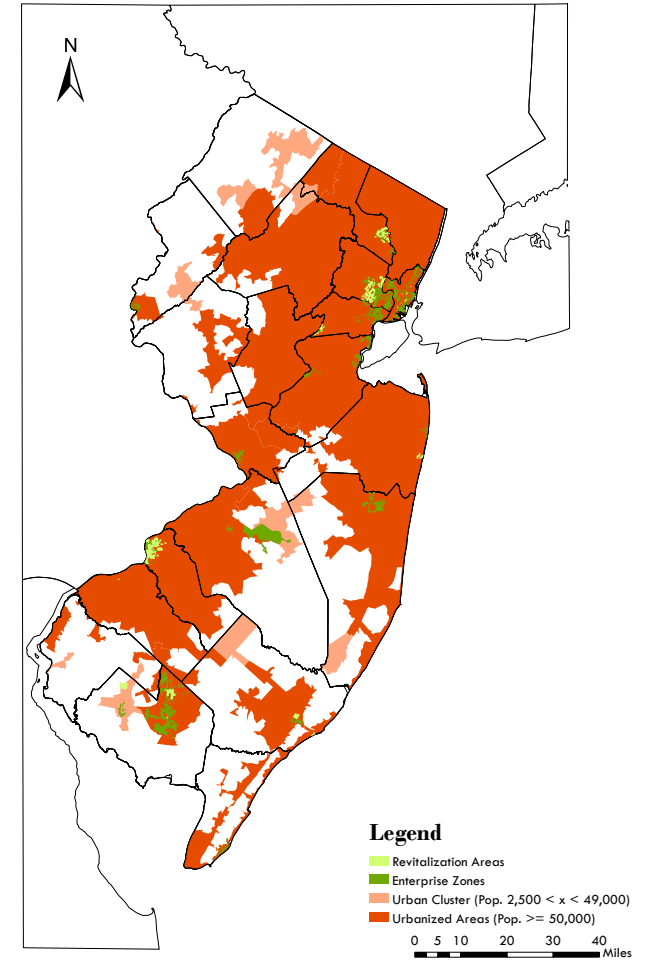 N
Legend
Revitalization Areas
Enterprise Zones
Urban Cluster (Pop. 2,500 < x < 49,000)
Urbanized Areas (Pop. >= 50,000)
0 5 10 20 30 40
Miles